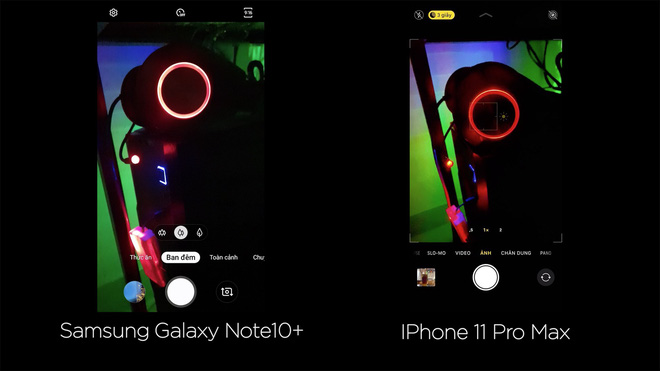 9:16
3 giây
,5 1x 2
Thức ăn Ban đêm Toàn cảnh Chu
SLO-MO VIDEO ẢNH CHÂN DUNG PANO
Samsung Galaxy Note10+
IPhone 11 Pro Max